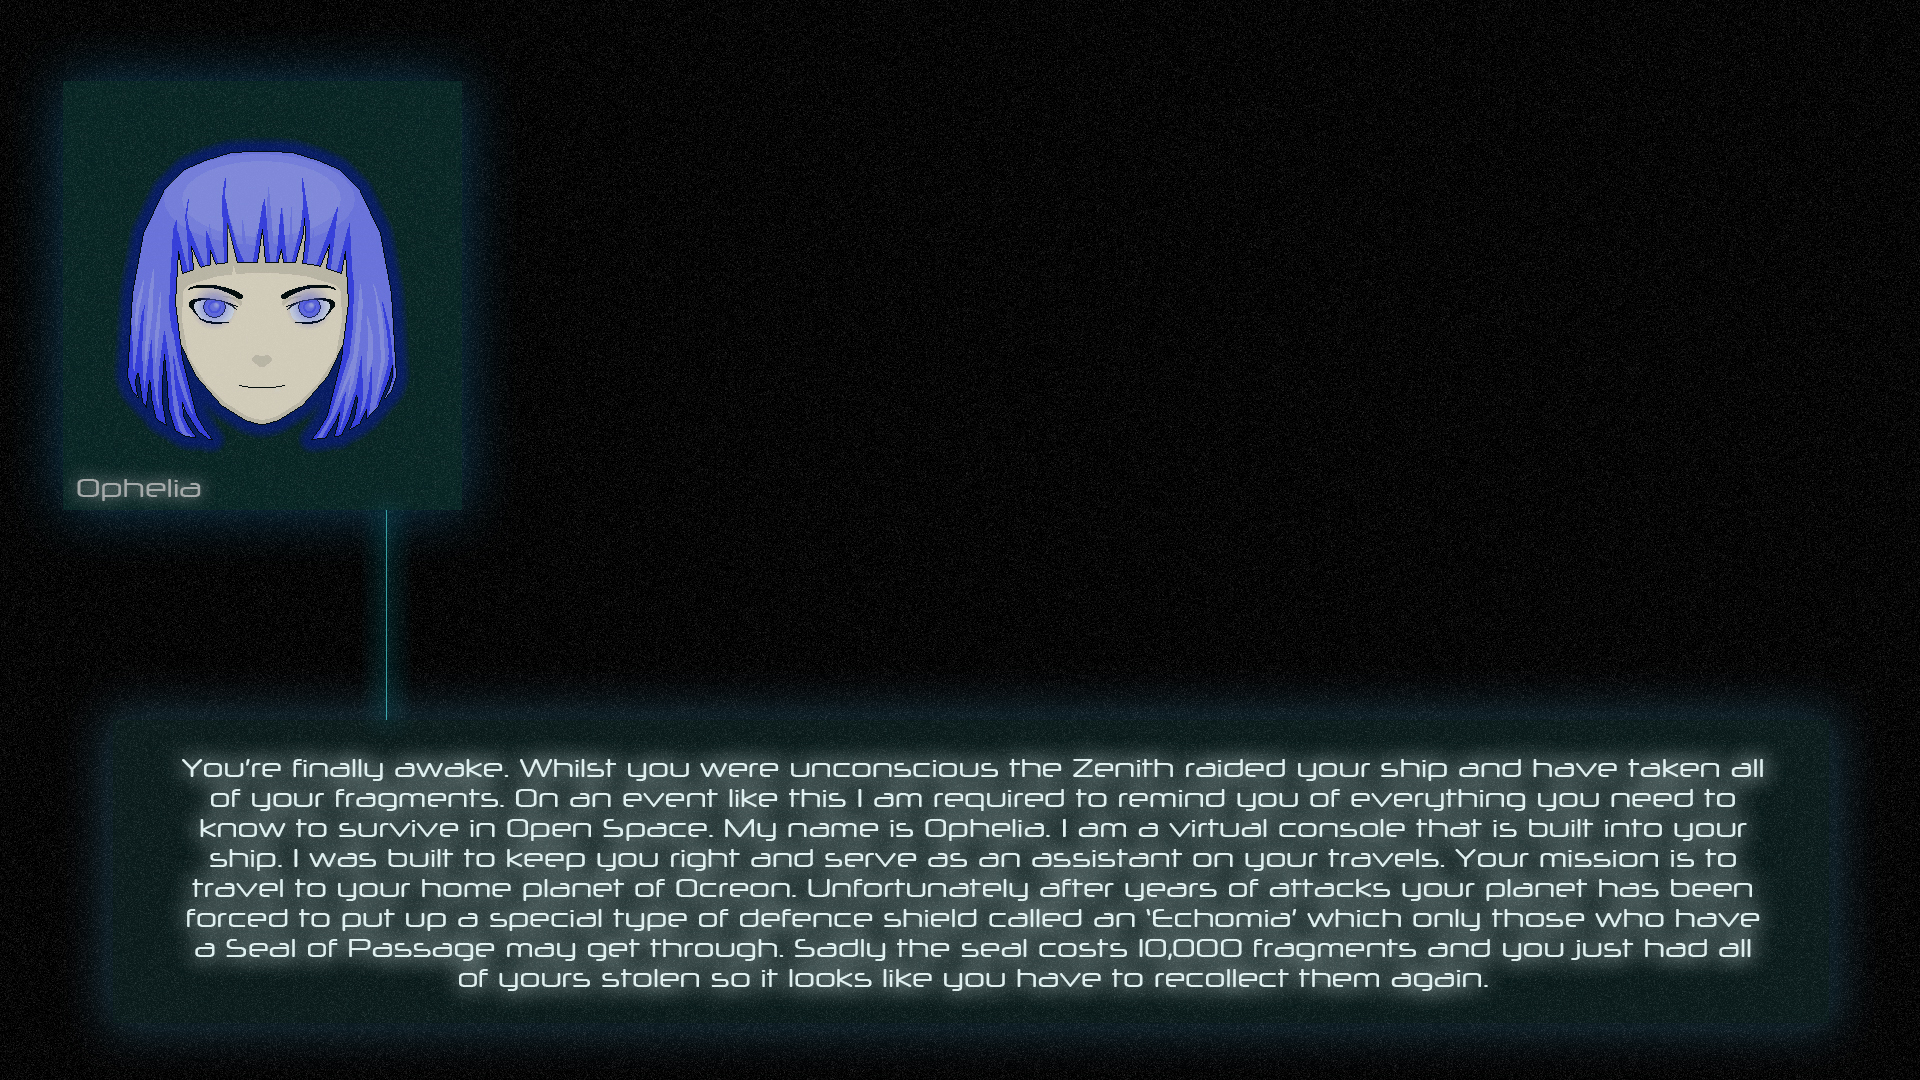 Ophelia
You're finally awake. Whilst you were unconscious the Zenith raided your ship and have taken all
of your fragments. On an event like this I am required to remind you of everything you need to
know to survive in Open Space. My name is Ophelia. I am a virtual console that is built into your
ship. I was built to keep you right and serve as an assistant on your travels. Your mission is to
travel to your home planet of Ocreon. Unfortunately after years of attacks your planet has been
forced to put up a special type of defence shield called an 'Echomia' which only those who have
a Seal of Passage may get through. Sadly the seal costs 10,000 fragments and you just had all
of yours stolen so it looks like you have to recollect them again.